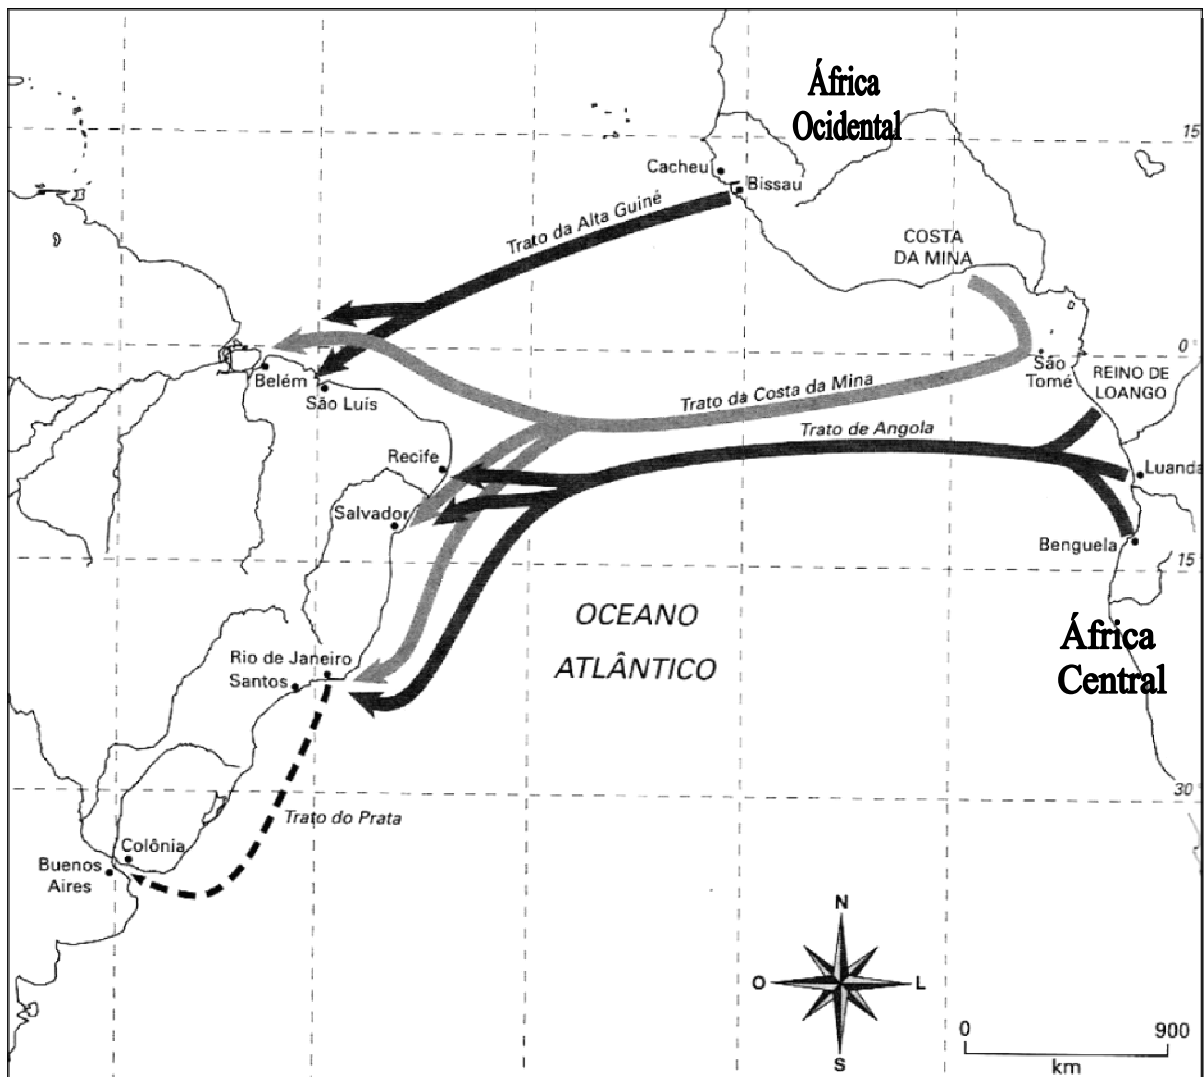 África
Ocidental
15
Cacheu
Bissau
Trato da Alta Guiné
COSTA
DA MINA
0°
São
Tomé
REINO DE
LOANGO
Belém
São Luís
Trato da Costa da Mina
Trato de Angola
Recife
Luanda
Salvador
Benguela
15
OCEANO
ATLÂNTICO
África
Central
Rio de Janeiro
Santos
30°
Trato do Prata
Colônia
Buenos
Aires
N
O
L
S
0
900
km